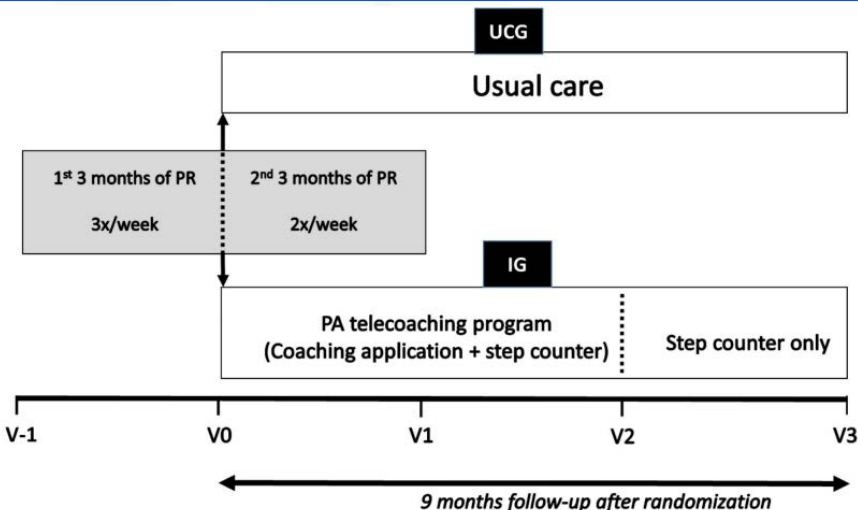 UCG
Usual care
1st 3 months of PR
3x/week
2nd 3 months of PR
2x/week
IG
PA telecoaching program
(Coaching application + step counter)
Step counter only
V-1
V0
V1
V2
V3
9 months follow-up after randomization